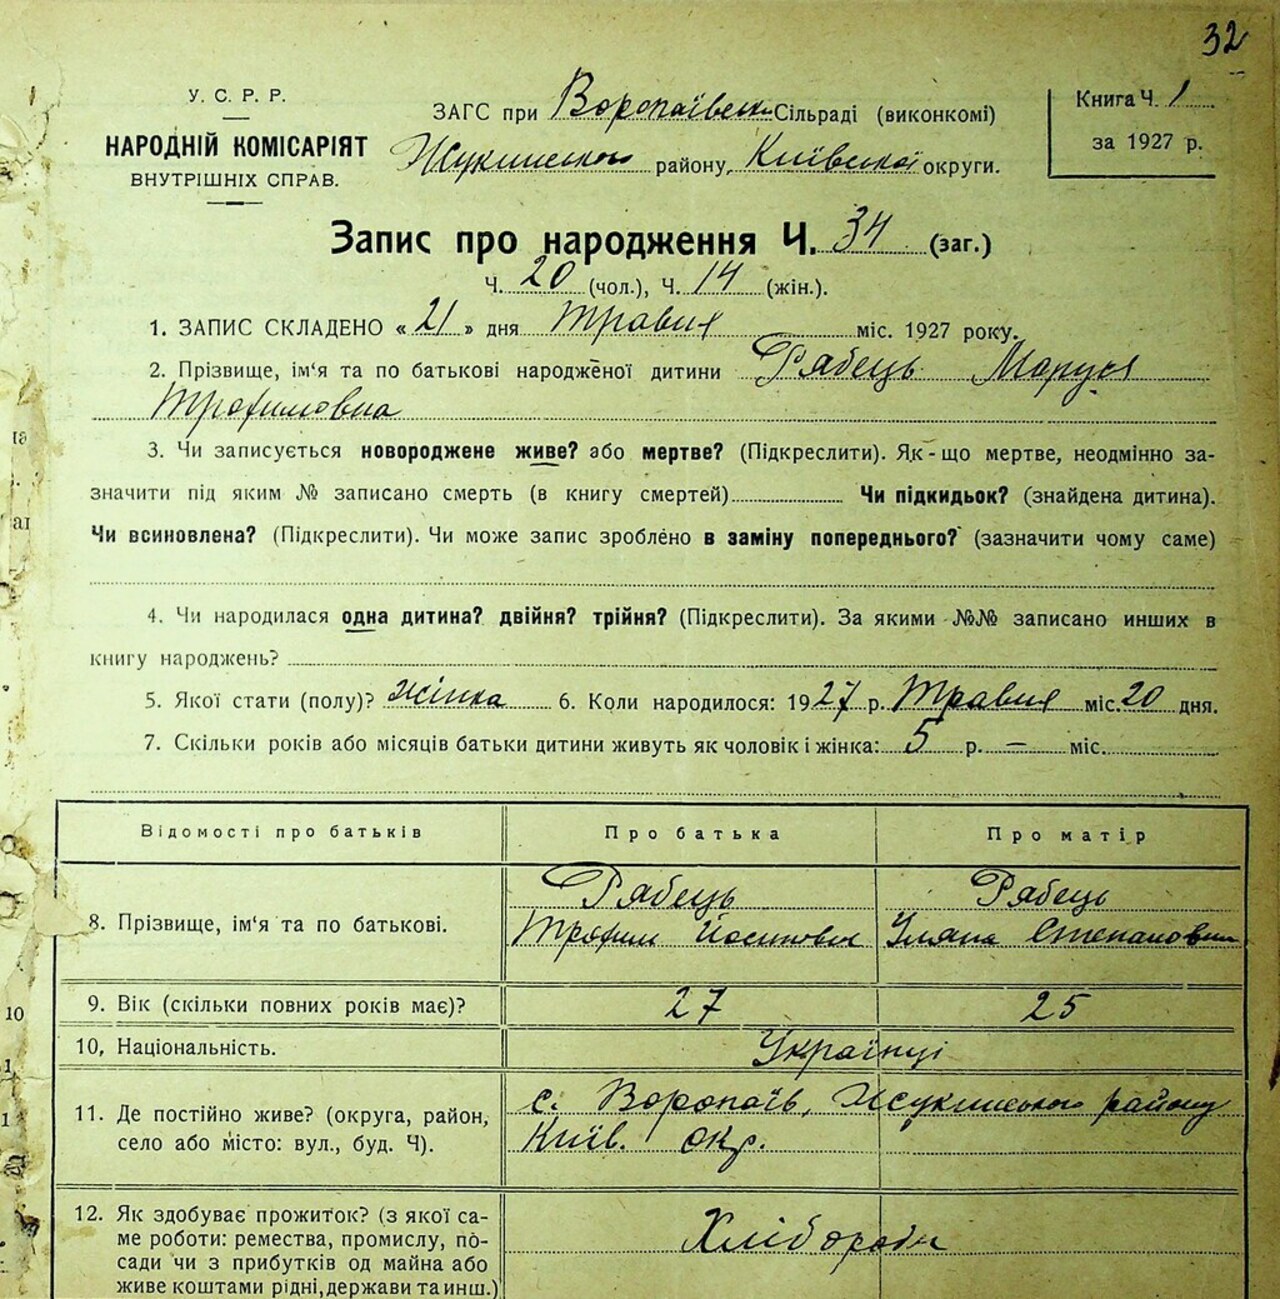 32
У. С. Р. Р.
НАРОДНІЙ КОМІСАРІЯТ
ВНУТРІШНІХ СПРАВ.
ЗАГС при Воропаївськ. Сільраді (виконкомі)
Жукинського району, Київської округи.
Книга Ч. 1
за 1927 р.
Запис про народження Ч. 34 (заг.)
Ч. 20 (чол.), Ч. 14 (жін.).
1. ЗАПИС СКЛАДЕНО «21» дня Травня міс. 1927 року.
2. Прізвище, ім‘я та по батькові народженої дитини Рябець Маруся
Трофимовна
3. Чи записується новороджене живе? або мертве? (Підкреслити). Як-що мертве, неодмінно за-
значити під яким № записано смерть (в книгу смертей) Чи підкидьок? (знайдена дитина).
Чи всиновлена? (Підкреслити). Чи може запис зроблено в заміну попереднього? (зазначити чому саме)
4. Чи народилася одна дитина? двійня? трійня? (Підкреслити). За якими №№ записано инших в
книгу народжень?
5. Якої стати (полу)? жінка 6. Коли народилося: 1927 р. Травня міс. 20 дня.
7. Скільки років або місяців батьки дитини живуть як чоловік і жінка: 5 р. — міс.
Відомості про батьків Про батька Про матір
8. Прізвище, ім‘я та по батькові. Рябець Рябець
Трофим Йосипович Уляна Степановна
9. Вік (скільки повних років має)? 27 25
10, Національність. Українці
11. Де постійно живе? (округа, район, с. Воропаїв, Жукинського району
село або місто: вул., буд. Ч). Київ. окр.
12. Як здобуває прожиток? (з якої са-
ме роботи: ремества, промислу, по-
сади чи з прибутків од майна або
живе коштами рідні, держави та инш.)
Хлібороби